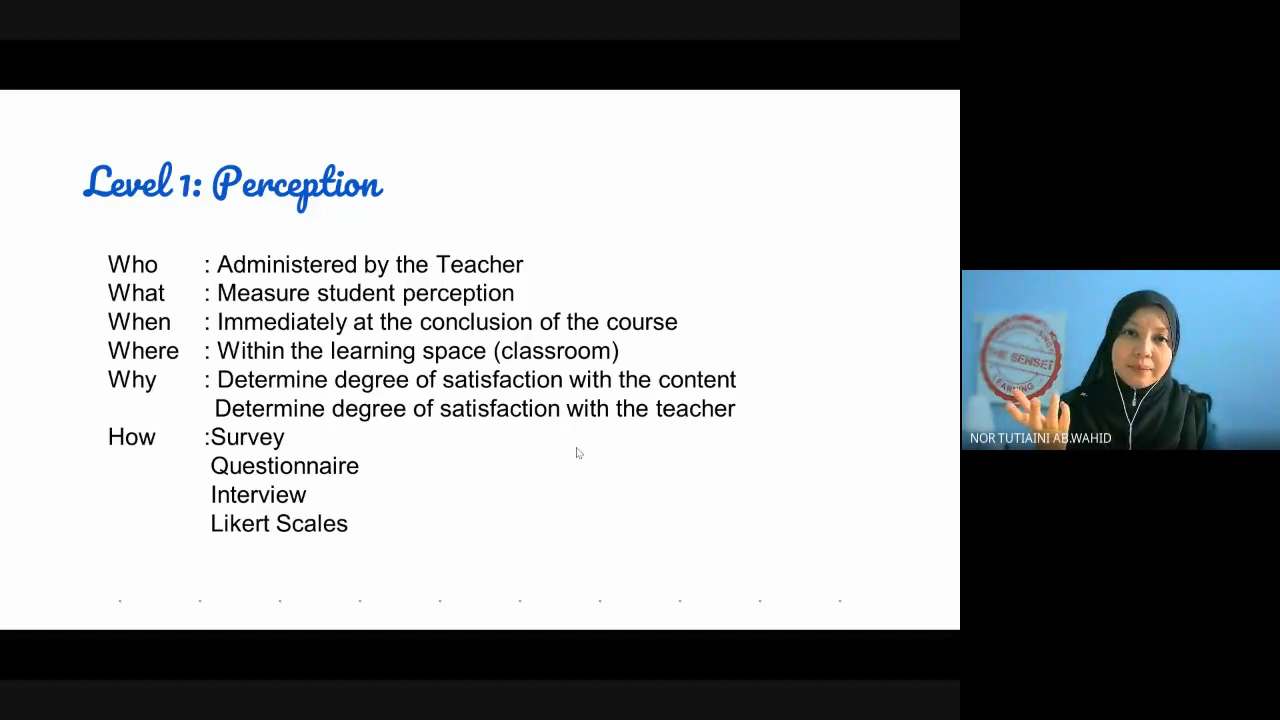 Level 1: Perception
Who : Administered by the Teacher
What : Measure student perception
When : Immediately at the conclusion of the course
Where : Within the learning space (classroom)
Why : Determine degree of satisfaction with the content
Determine degree of satisfaction with the teacher
How :Survey
Questionnaire
Interview
Likert Scales
SENSEI
LEARNING
NOR TUTIAINI AB.WAHID